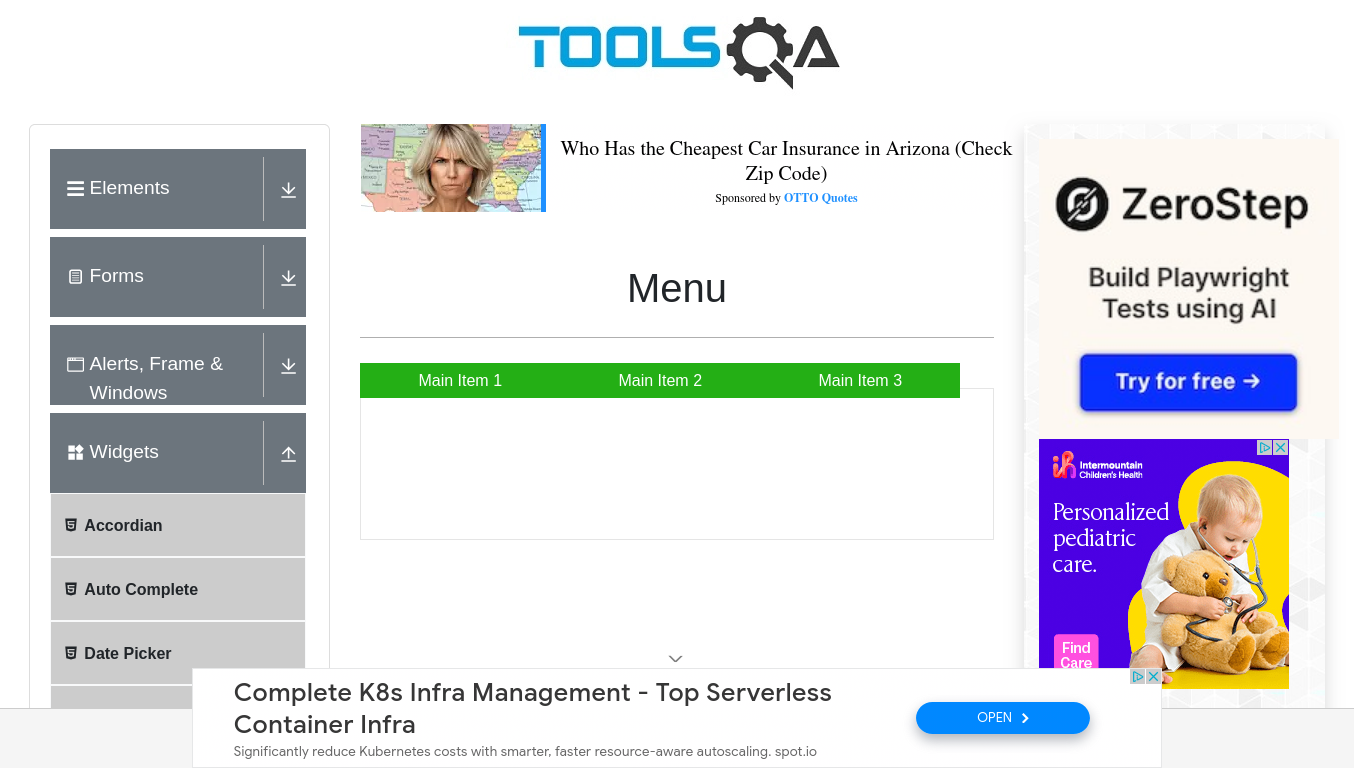 TOOLSQA
Elements
Forms
Alerts, Frame &
Windows
Widgets
Accordian
Auto Complete
Date Picker
Who Has the Cheapest Car Insurance in Arizona (Check
Zip Code)
Sponsored by OTTO Quotes
Menu
Main Item 1
Main Item 2
Main Item 3
ZeroStep
Build Playwright
Tests using AI
Try for free →
Intermountain
Children's Health
Personalized
pediatric
care.
Find
Care
Complete K8s Infra Management - Top Serverless
Container Infra
Significantly reduce Kubernetes costs with smarter, faster resource-aware autoscaling. spot.io
OPEN